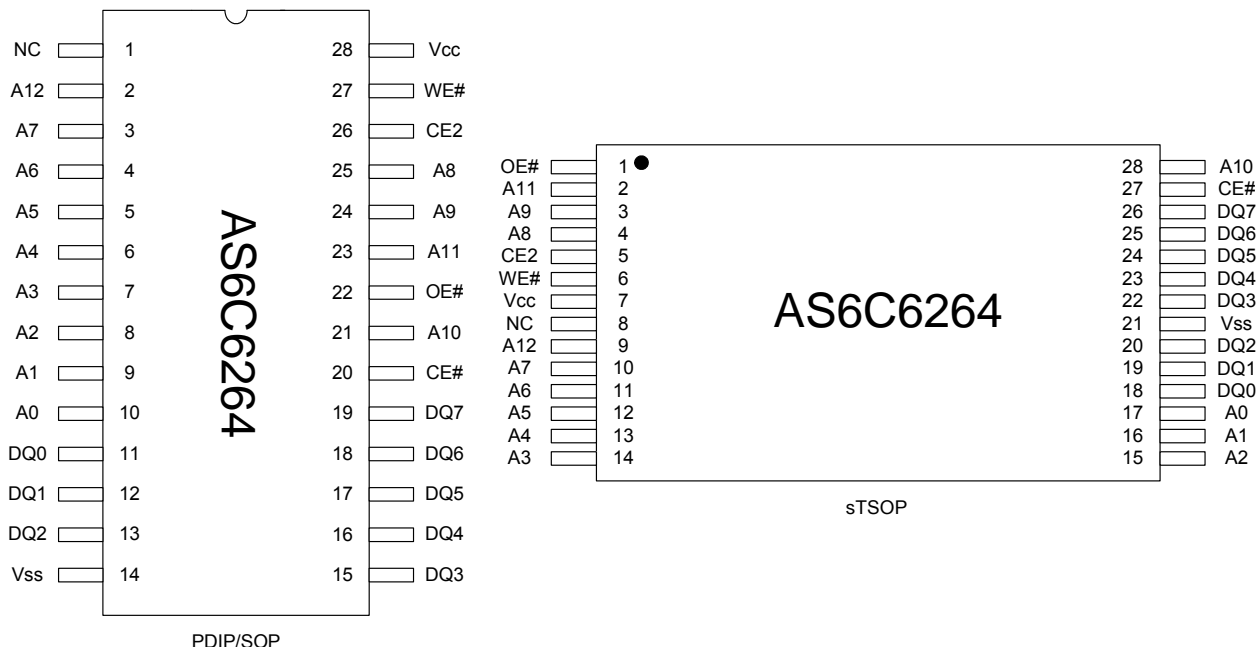 NC 1 28 Vcc
A12 2 27 WE#
A7 3 26 CE2
A6 4 25 A8
A5 5 24 A9
A4 6 23 A11
A3 7 22 OE#
A2 8 21 A10
A1 9 20 CE#
A0 10 19 DQ7
DQ0 11 18 DQ6
DQ1 12 17 DQ5
DQ2 13 16 DQ4
Vss 14 15 DQ3
AS6C6264
PDIP/SOP
OE# 1 28 A10
A11 2 27 CE#
A9 3 26 DQ7
A8 4 25 DQ6
CE2 5 24 DQ5
WE# 6 23 DQ4
Vcc 7 22 DQ3
NC 8 21 Vss
A12 9 20 DQ2
A7 10 19 DQ1
A6 11 18 DQ0
A5 12 17 A0
A4 13 16 A1
A3 14 15 A2
AS6C6264
sTSOP